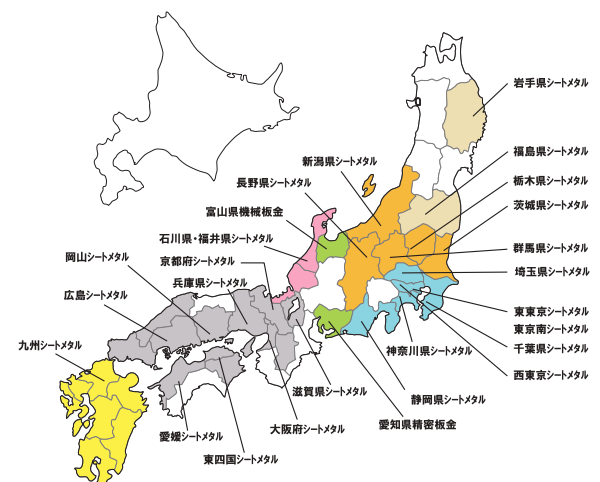 岩手県シートメタル
福島県シートメタル
新潟県シートメタル
長野県シートメタル
栃木県シートメタル
茨城県シートメタル
富山県機械板金
石川県・福井県シートメタル
群馬県シートメタル
京都府シートメタル
岡山シートメタル
埼玉県シートメタル
兵庫県シートメタル
広島シートメタル
東東京シートメタル
東京南シートメタル
九州シートメタル
神奈川県シートメタル
千葉県シートメタル
西東京シートメタル
滋賀県シートメタル
静岡県シートメタル
愛知県精密板金
大阪府シートメタル
愛媛シートメタル
東四国シートメタル